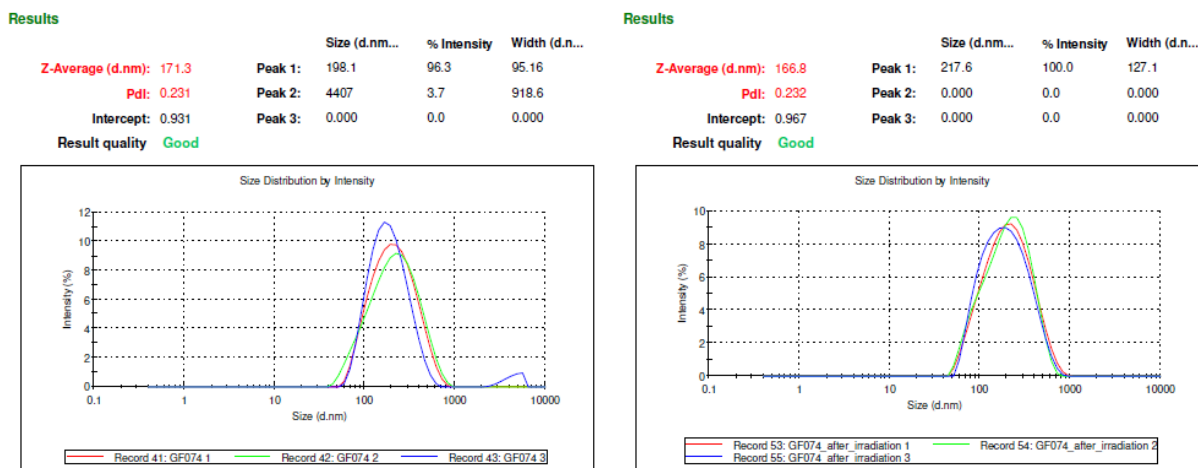 Results
Size (d.nm... % Intensity Width (d.n...
Z-Average (d.nm): 171.3 Peak 1: 198.1 96.3 95.16
PdI: 0.231 Peak 2: 4407 3.7 918.6
Intercept: 0.931 Peak 3: 0.000 0.0 0.000
Result quality Good
Size Distribution by Intensity
12
10
8
6
4
2
0
Intensity (%)
0.1 1 10 100 1000 10000
Size (d.nm)
Record 41: GF074 1 Record 42: GF074 2 Record 43: GF074 3
Results
Size (d.nm... % Intensity Width (d.n...
Z-Average (d.nm): 166.8 Peak 1: 217.6 100.0 127.1
PdI: 0.232 Peak 2: 0.000 0.0 0.000
Intercept: 0.967 Peak 3: 0.000 0.0 0.000
Result quality Good
Size Distribution by Intensity
10
8
6
4
2
0
Intensity (%)
0.1 1 10 100 1000 10000
Size (d.nm)
Record 53: GF074_after_irradiation 1 Record 54: GF074_after_irradiation 2
Record 55: GF074_after_irradiation 3